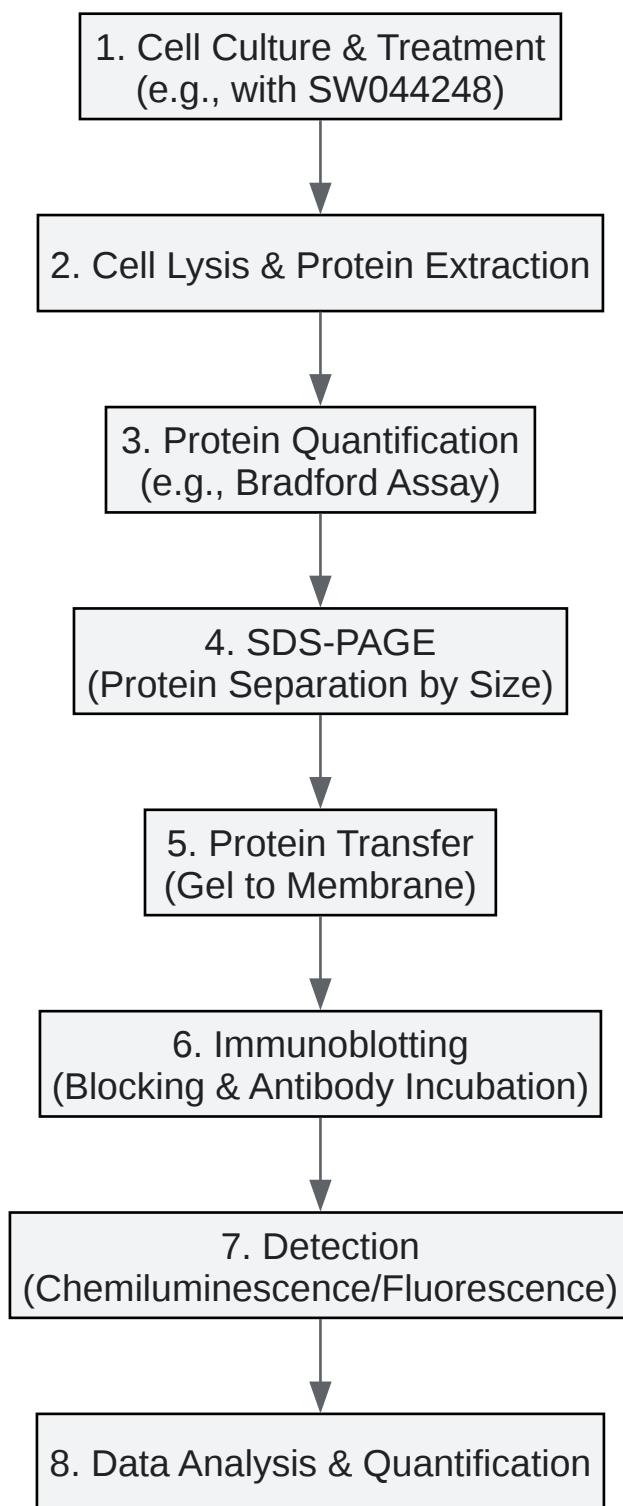 1. Cell Culture & Treatment
(e.g., with SW044248)
2. Cell Lysis & Protein Extraction
3. Protein Quantification
(e.g., Bradford Assay)
4. SDS-PAGE
(Protein Separation by Size)
5. Protein Transfer
(Gel to Membrane)
6. Immunoblotting
(Blocking & Antibody Incubation)
7. Detection
(Chemiluminescence/Fluorescence)
8. Data Analysis & Quantification